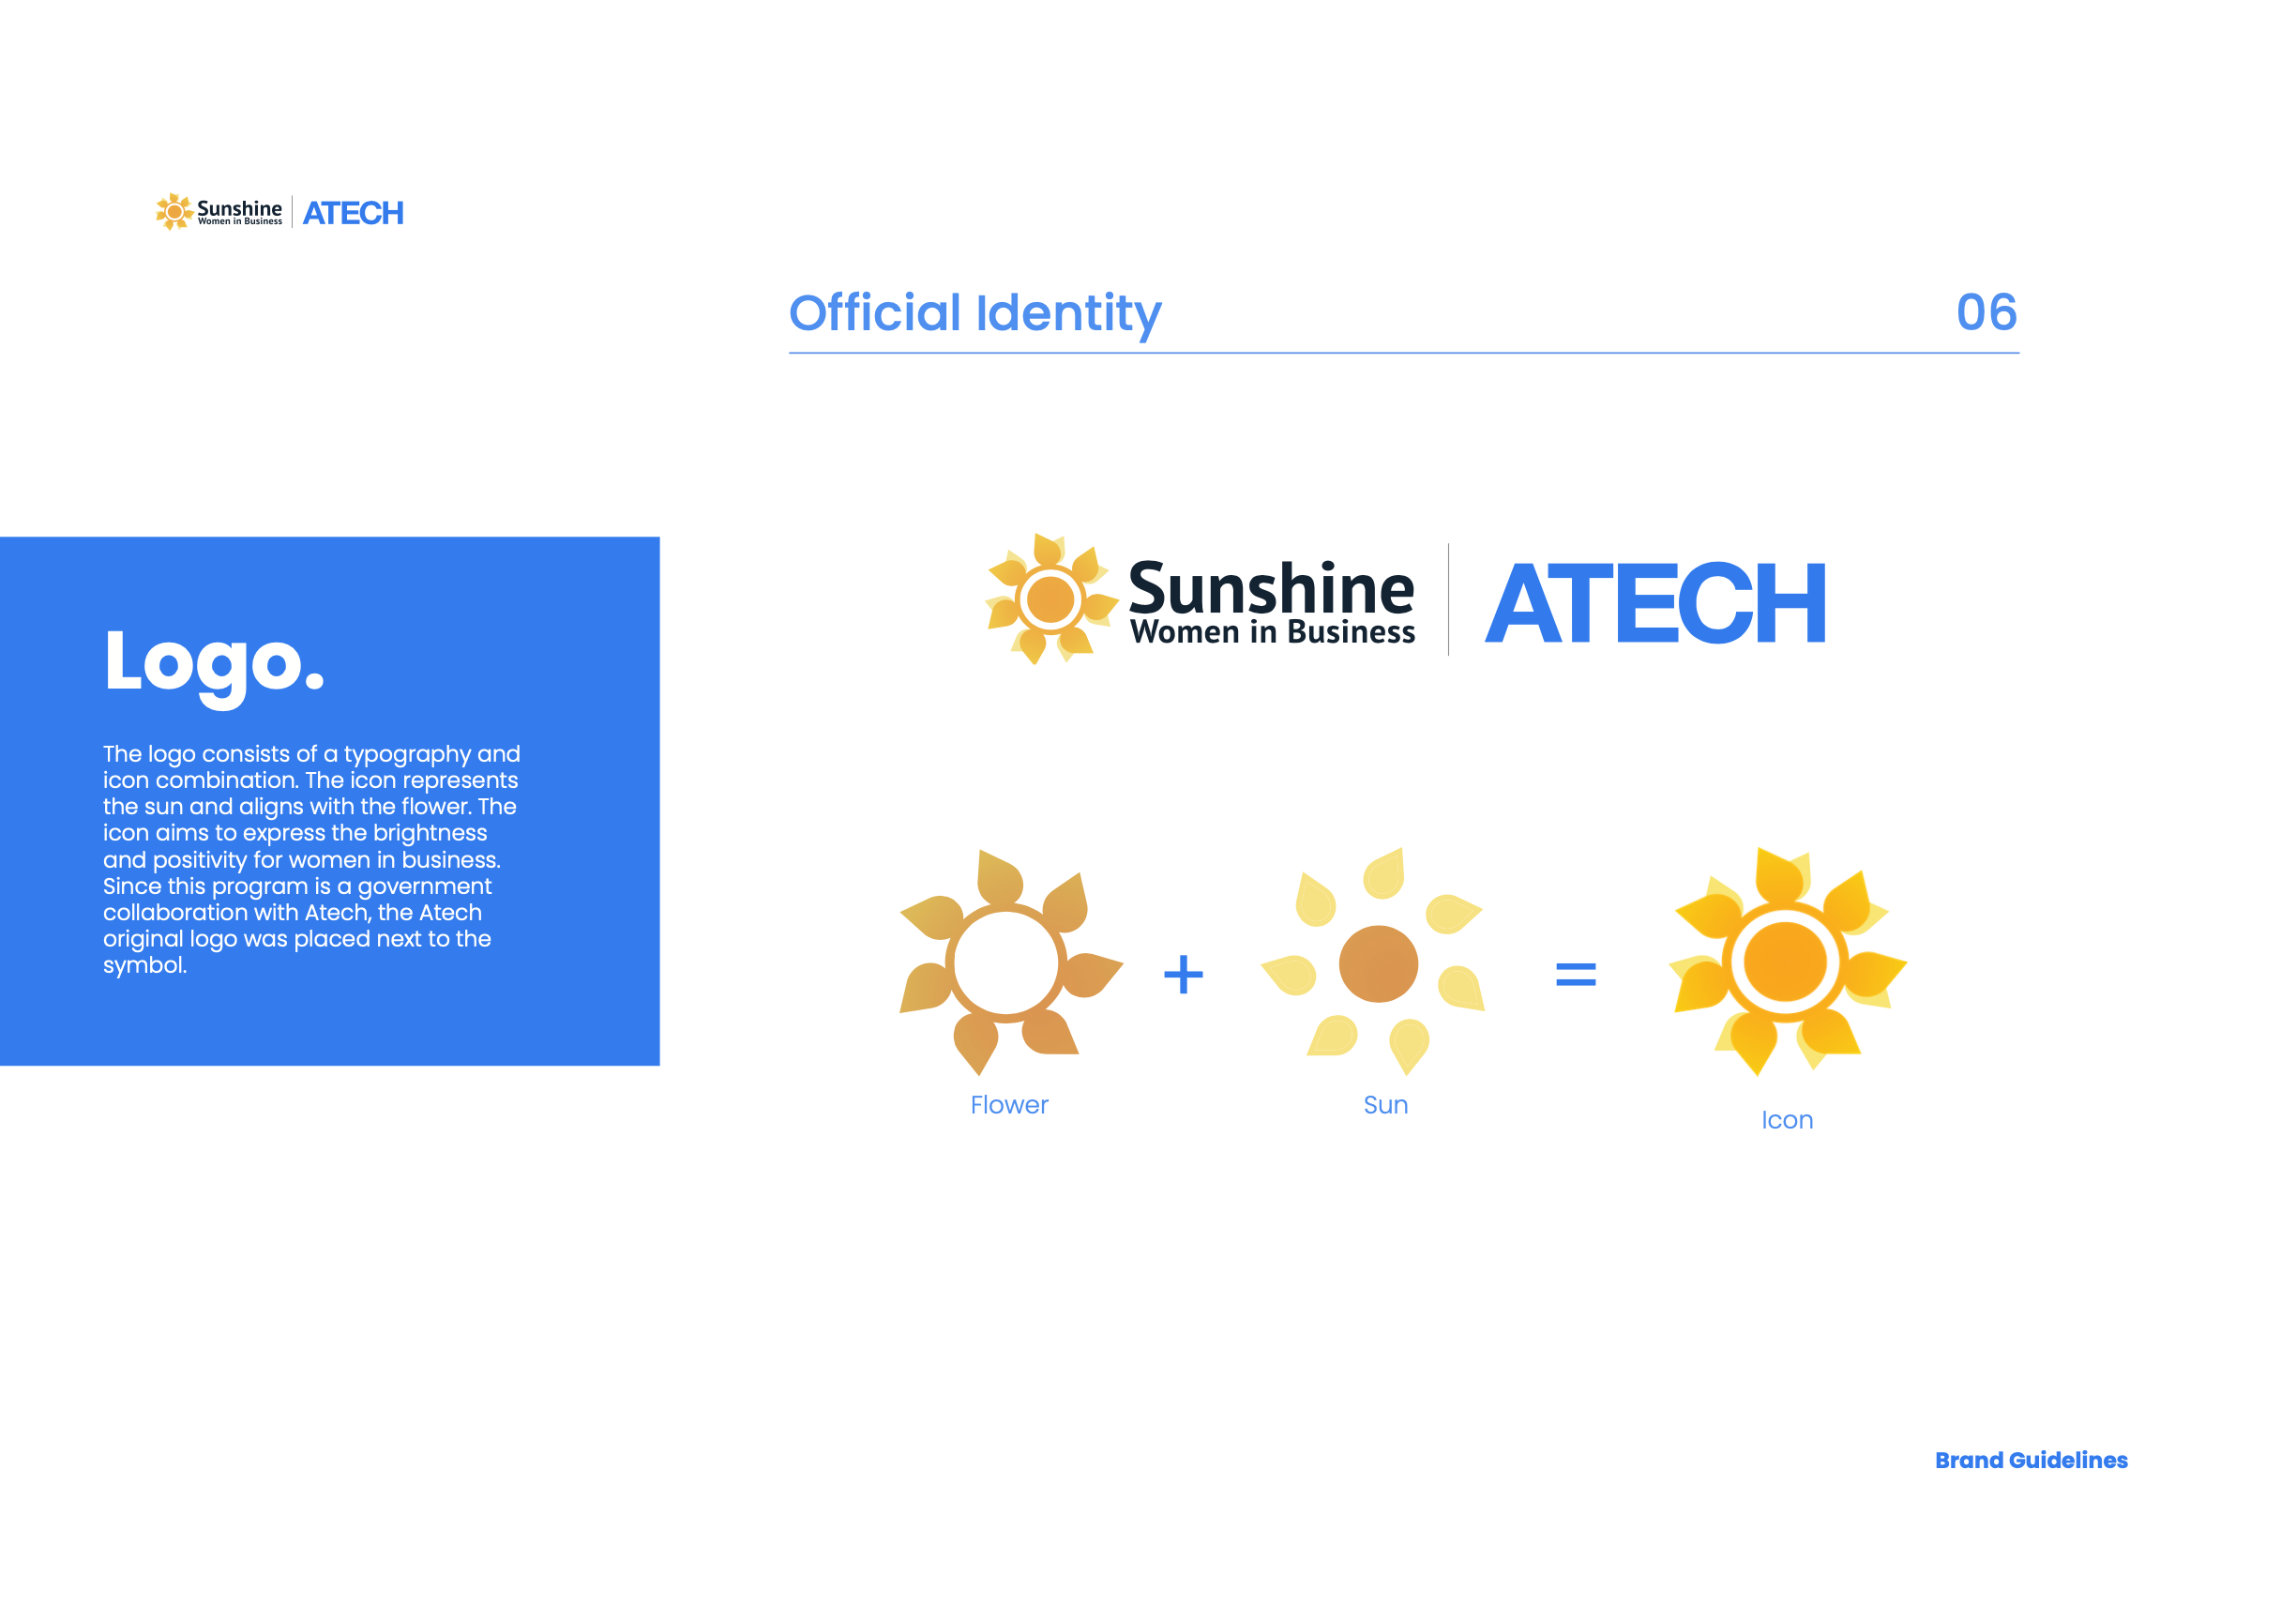 Sunshine
Women in Business
ATECH
Official Identity
06
Sunshine
Women in Business
ATECH
Logo.
The logo consists of a typography and
icon combination. The icon represents
the sun and aligns with the flower. The
icon aims to express the brightness
and positivity for women in business.
Since this program is a government
collaboration with Atech, the Atech
original logo was placed next to the
symbol.
+
=
Flower
Sun
Icon
Brand Guidelines